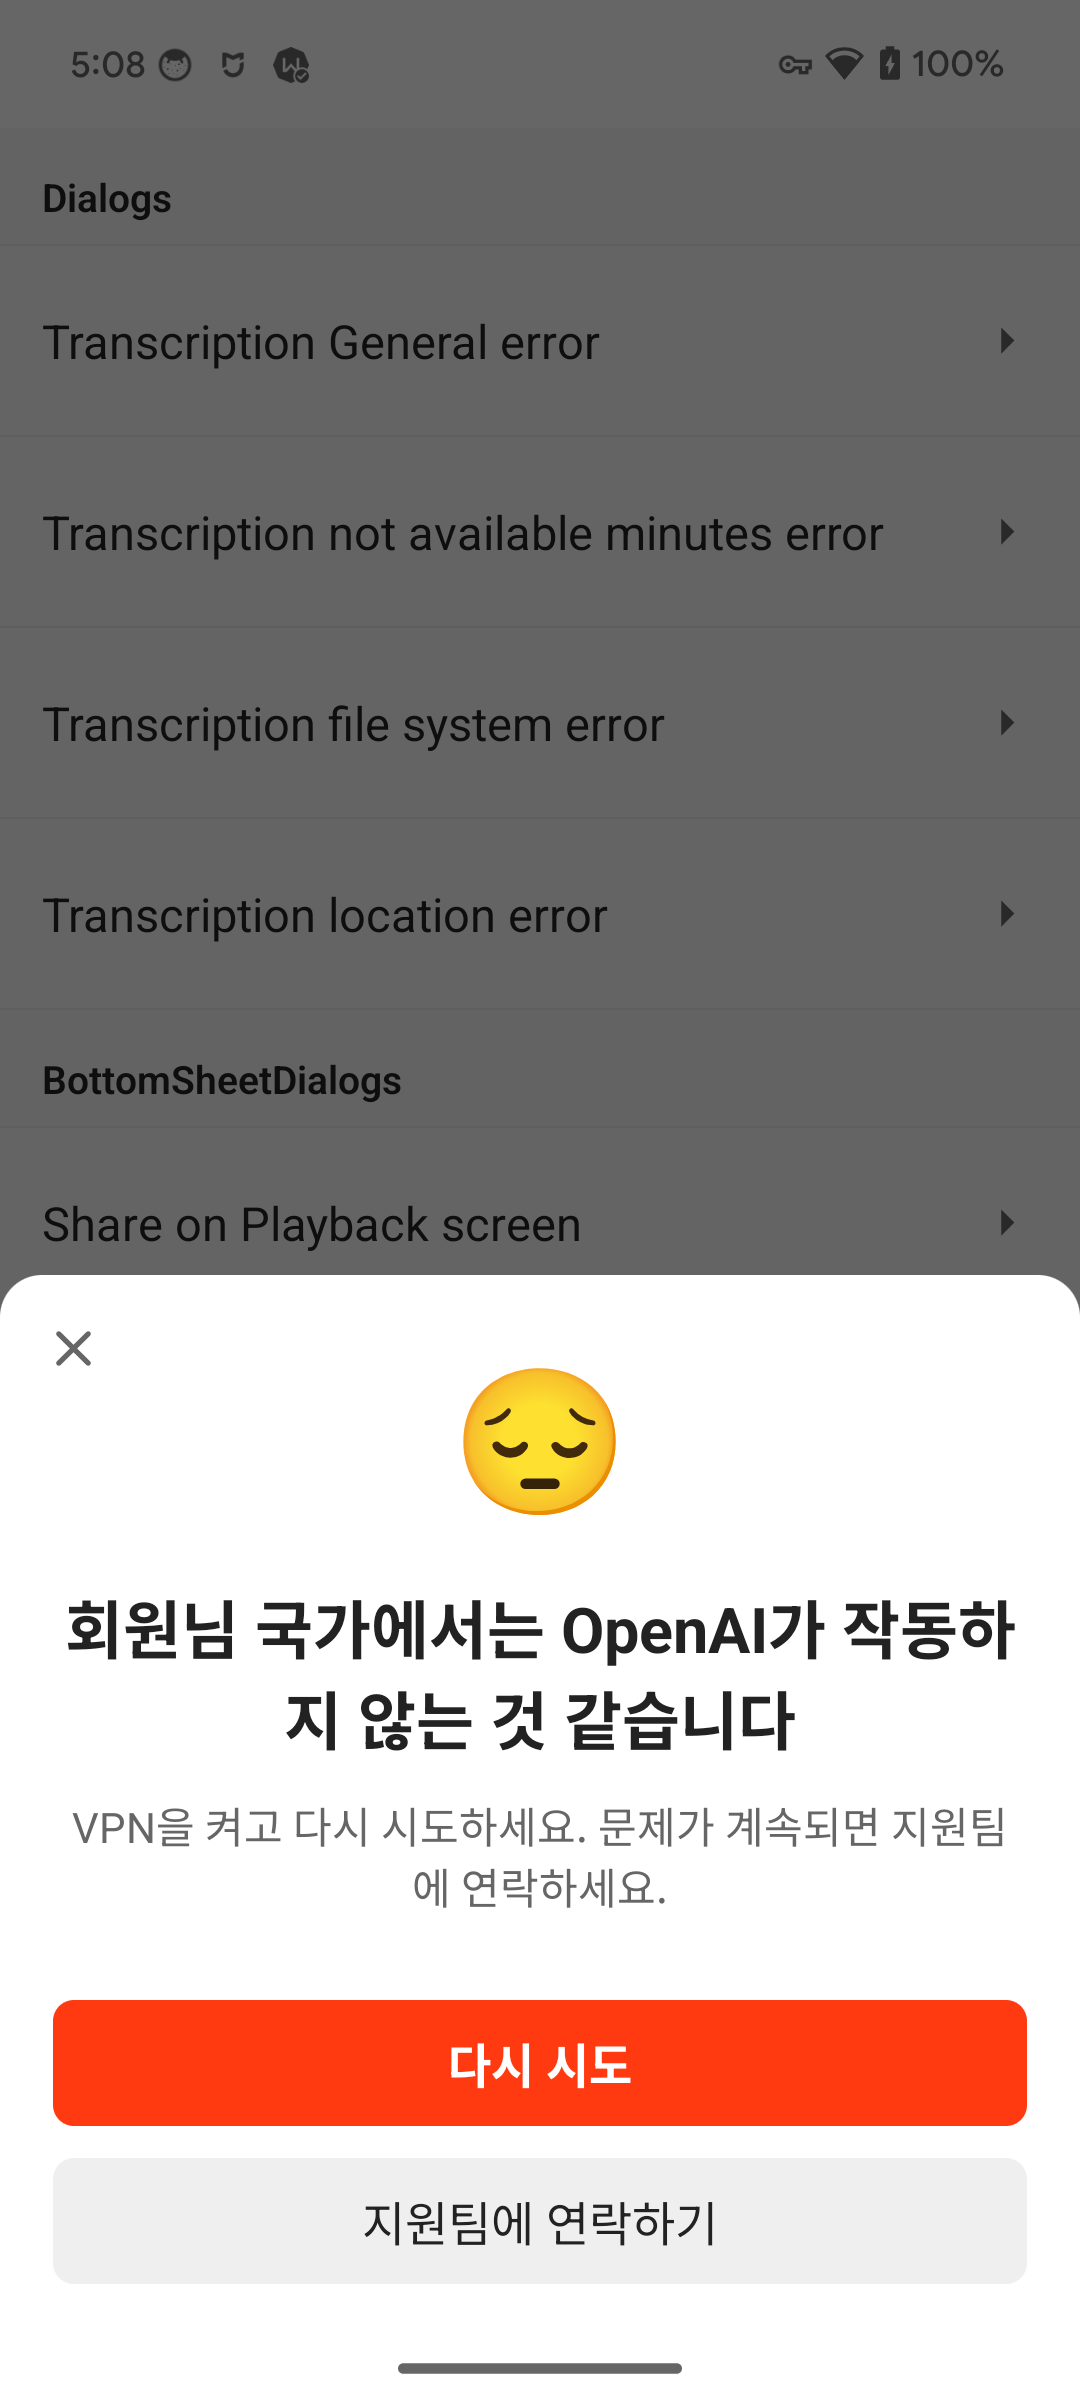 5:08
100%
Dialogs
Transcription General error
Transcription not available minutes error
Transcription file system error
Transcription location error
BottomSheetDialogs
Share on Playback screen
회원님 국가에서는 OpenAI가 작동하
지 않는 것 같습니다
VPN을 켜고 다시 시도하세요. 문제가 계속되면 지원팀
에 연락하세요.
다시 시도
지원팀에 연락하기